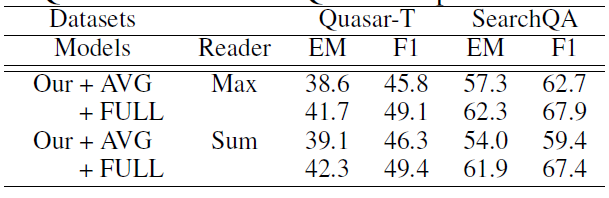 Datasets Quasar-T SearchQA
Models Reader EM F1 EM F1
Our + AVG Max 38.6 45.8 57.3 62.7
+ FULL 41.7 49.1 62.3 67.9
Our + AVG Sum 39.1 46.3 54.0 59.4
+ FULL 42.3 49.4 61.9 67.4